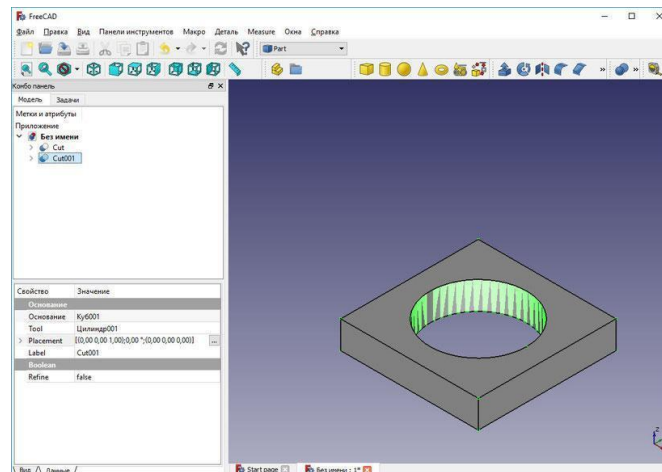 FreeCAD
Файл Правка Вид Панели инструментов Макро Деталь Measure Окна Справка
Part
Комбо панель
Модель Задачи
Метки и атрибуты
Приложение
Без имени
Cut
Cut001
Свойство Значение
Основание
Основание Куб001
Tool Цилиндр001
Placement [(0,00 0,00 1,00);0,00 °;(0,00 0,00 0,00)] ...
Label Cut001
Boolean
Refine false
Вид Данные
Start page Без имени : 1*
z